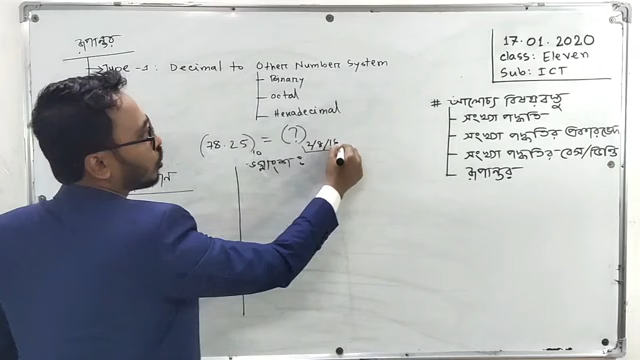 রূপান্তর
Type-1: Decimal to Other Number System
Binary
Octal
Hexadecimal
(78.25)₁₀ = (?)₂/₈/₁₆
ভগ্নাংশ :
17.01.2020
Class: Eleven
Sub: ICT
# আলোচ্য বিষয়বস্তু
সংখ্যা পদ্ধতি
সংখ্যা পদ্ধতির প্রকারভেদ
সংখ্যা পদ্ধতির বেস/ভিত্তি
রূপান্তর